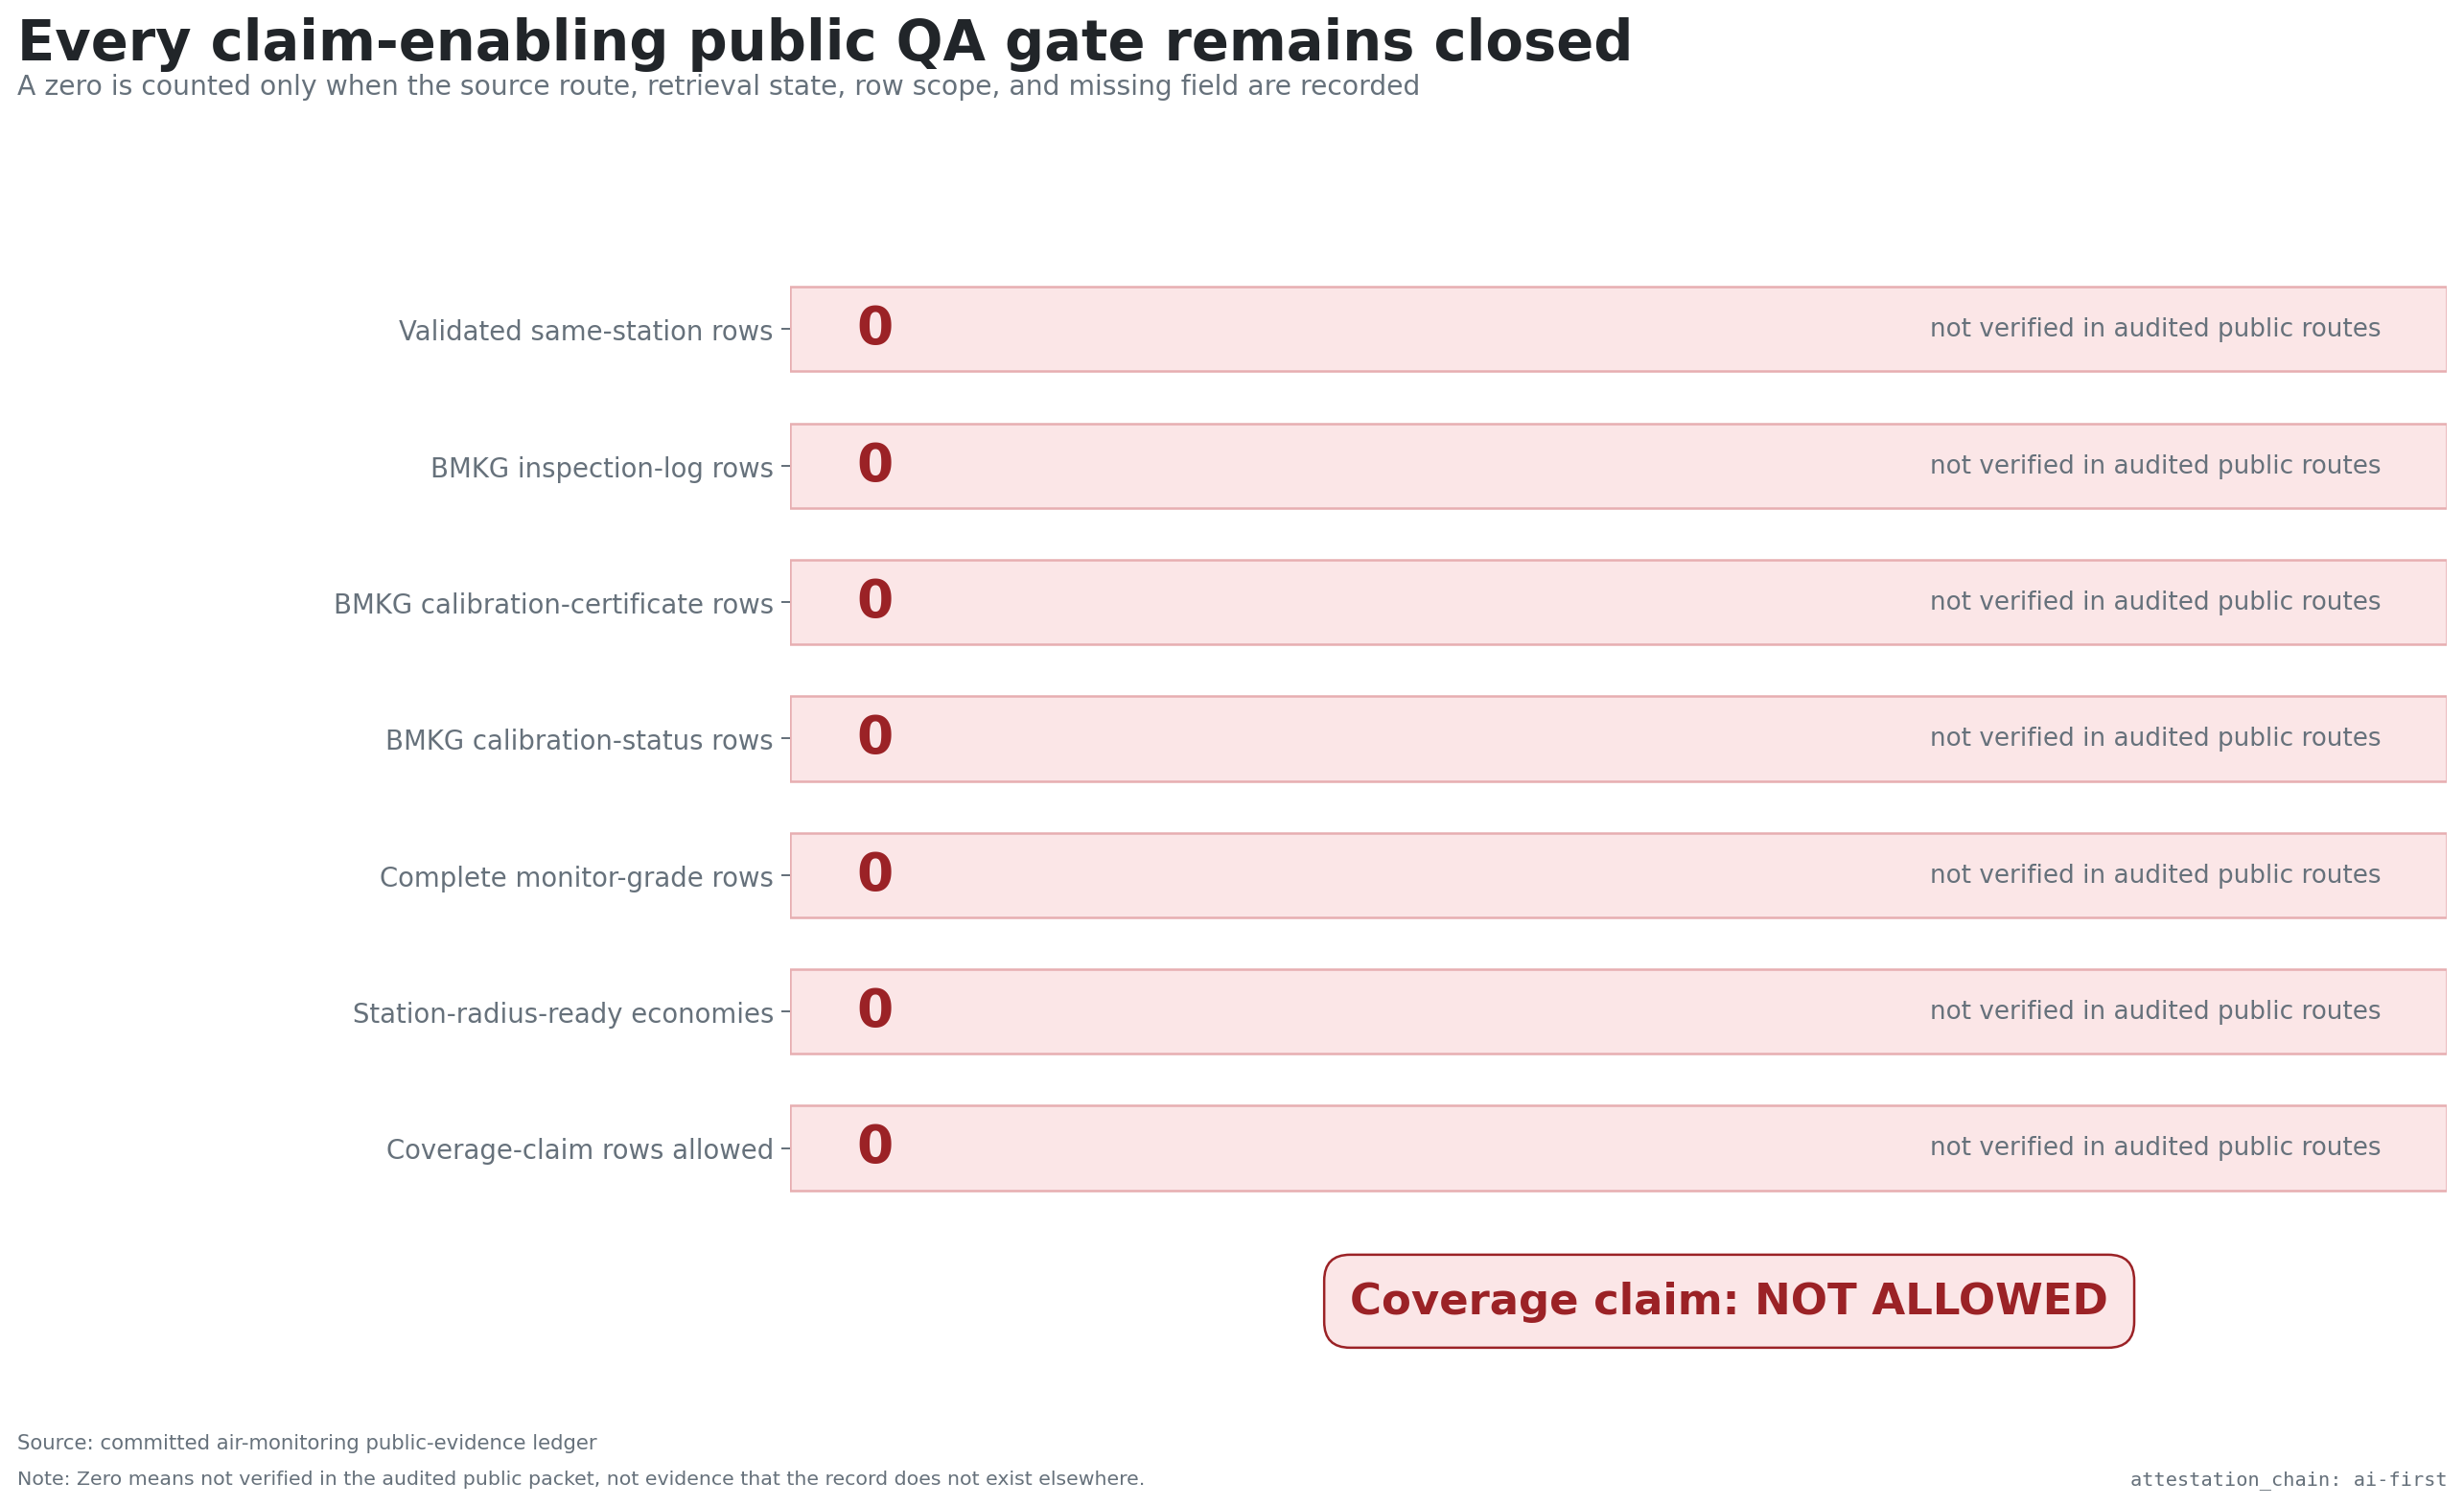 Every claim-enabling public QA gate remains closed
A zero is counted only when the source route, retrieval state, row scope, and missing field are recorded
Validated same-station rows 0 not verified in audited public routes
BMKG inspection-log rows 0 not verified in audited public routes
BMKG calibration-certificate rows 0 not verified in audited public routes
BMKG calibration-status rows 0 not verified in audited public routes
Complete monitor-grade rows 0 not verified in audited public routes
Station-radius-ready economies 0 not verified in audited public routes
Coverage-claim rows allowed 0 not verified in audited public routes
Coverage claim: NOT ALLOWED
Source: committed air-monitoring public-evidence ledger
Note: Zero means not verified in the audited public packet, not evidence that the record does not exist elsewhere.
attestation_chain: ai-first